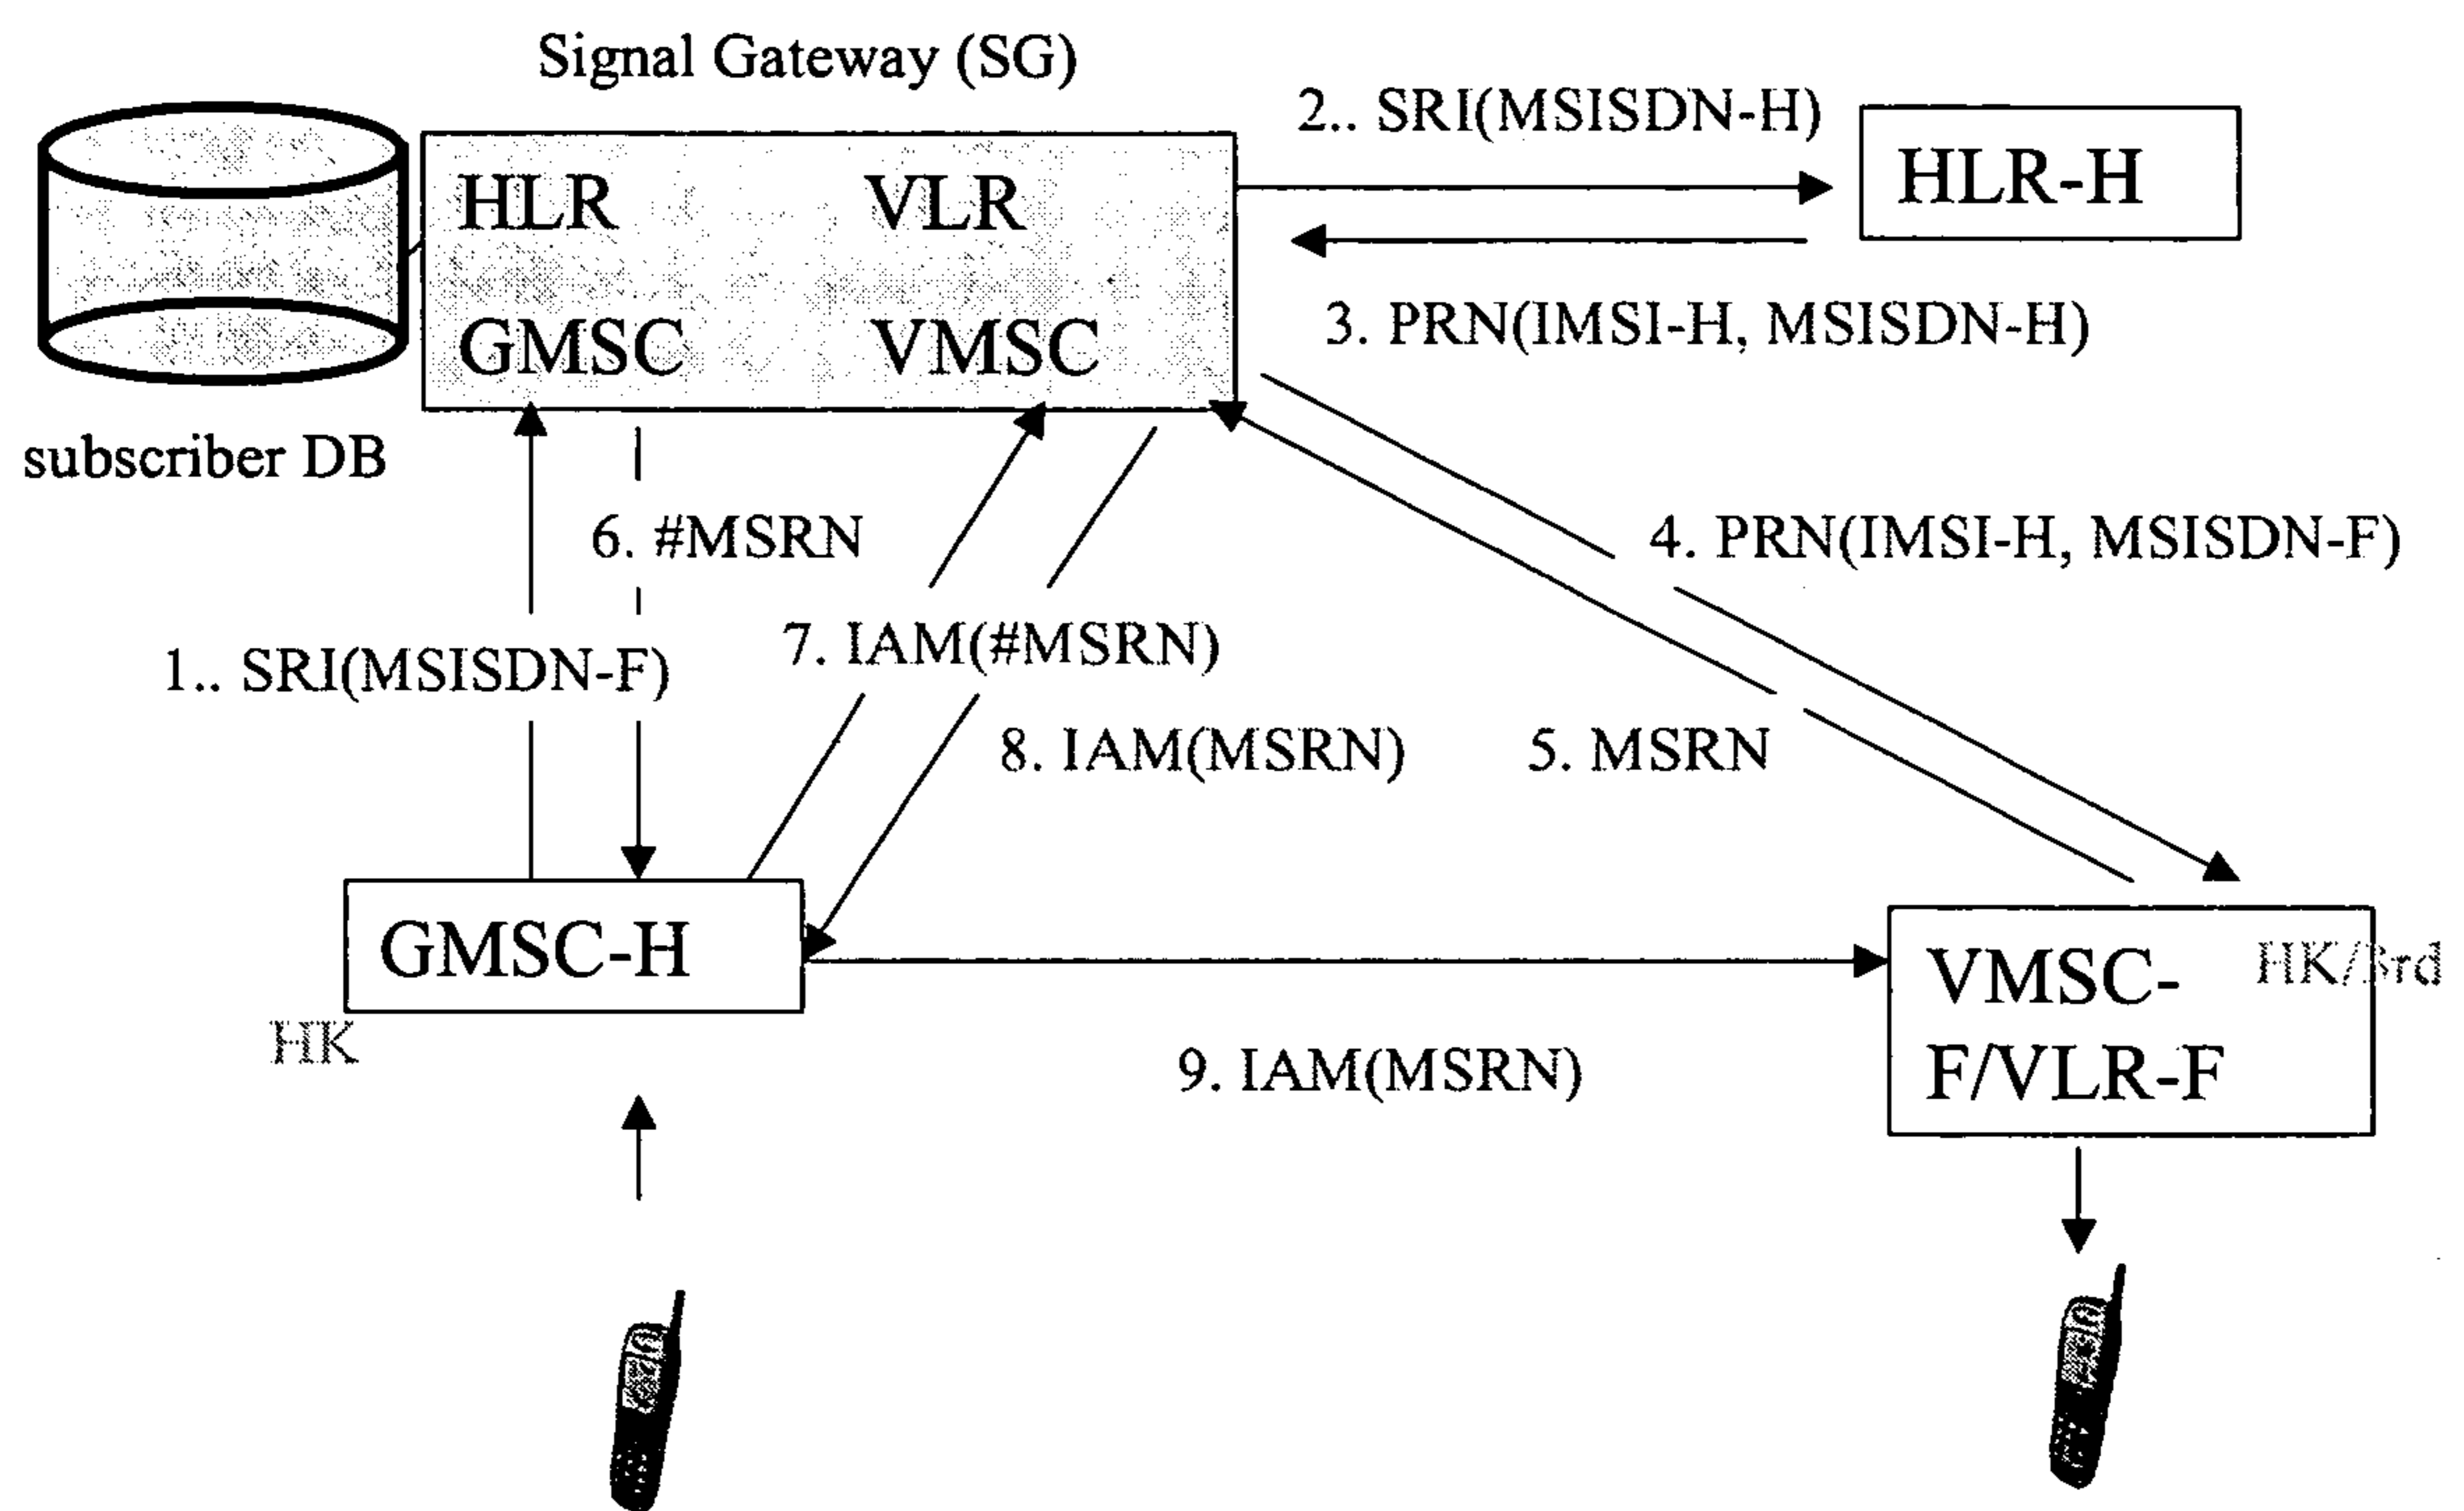 Signal Gateway (SG)
2.. SRI(MSISDN-H)
HLR VLR
HLR-H
GMSC VMSC
3. PRN(IMSI-H, MSISDN-H)
subscriber DB
6. #MSRN
4. PRN(IMSI-H, MSISDN-F)
1.. SRI(MSISDN-F)
7. IAM(#MSRN)
8. IAM(MSRN)
5. MSRN
GMSC-H
VMSC-
F/VLR-F
HK/3rd
HK
9. IAM(MSRN)